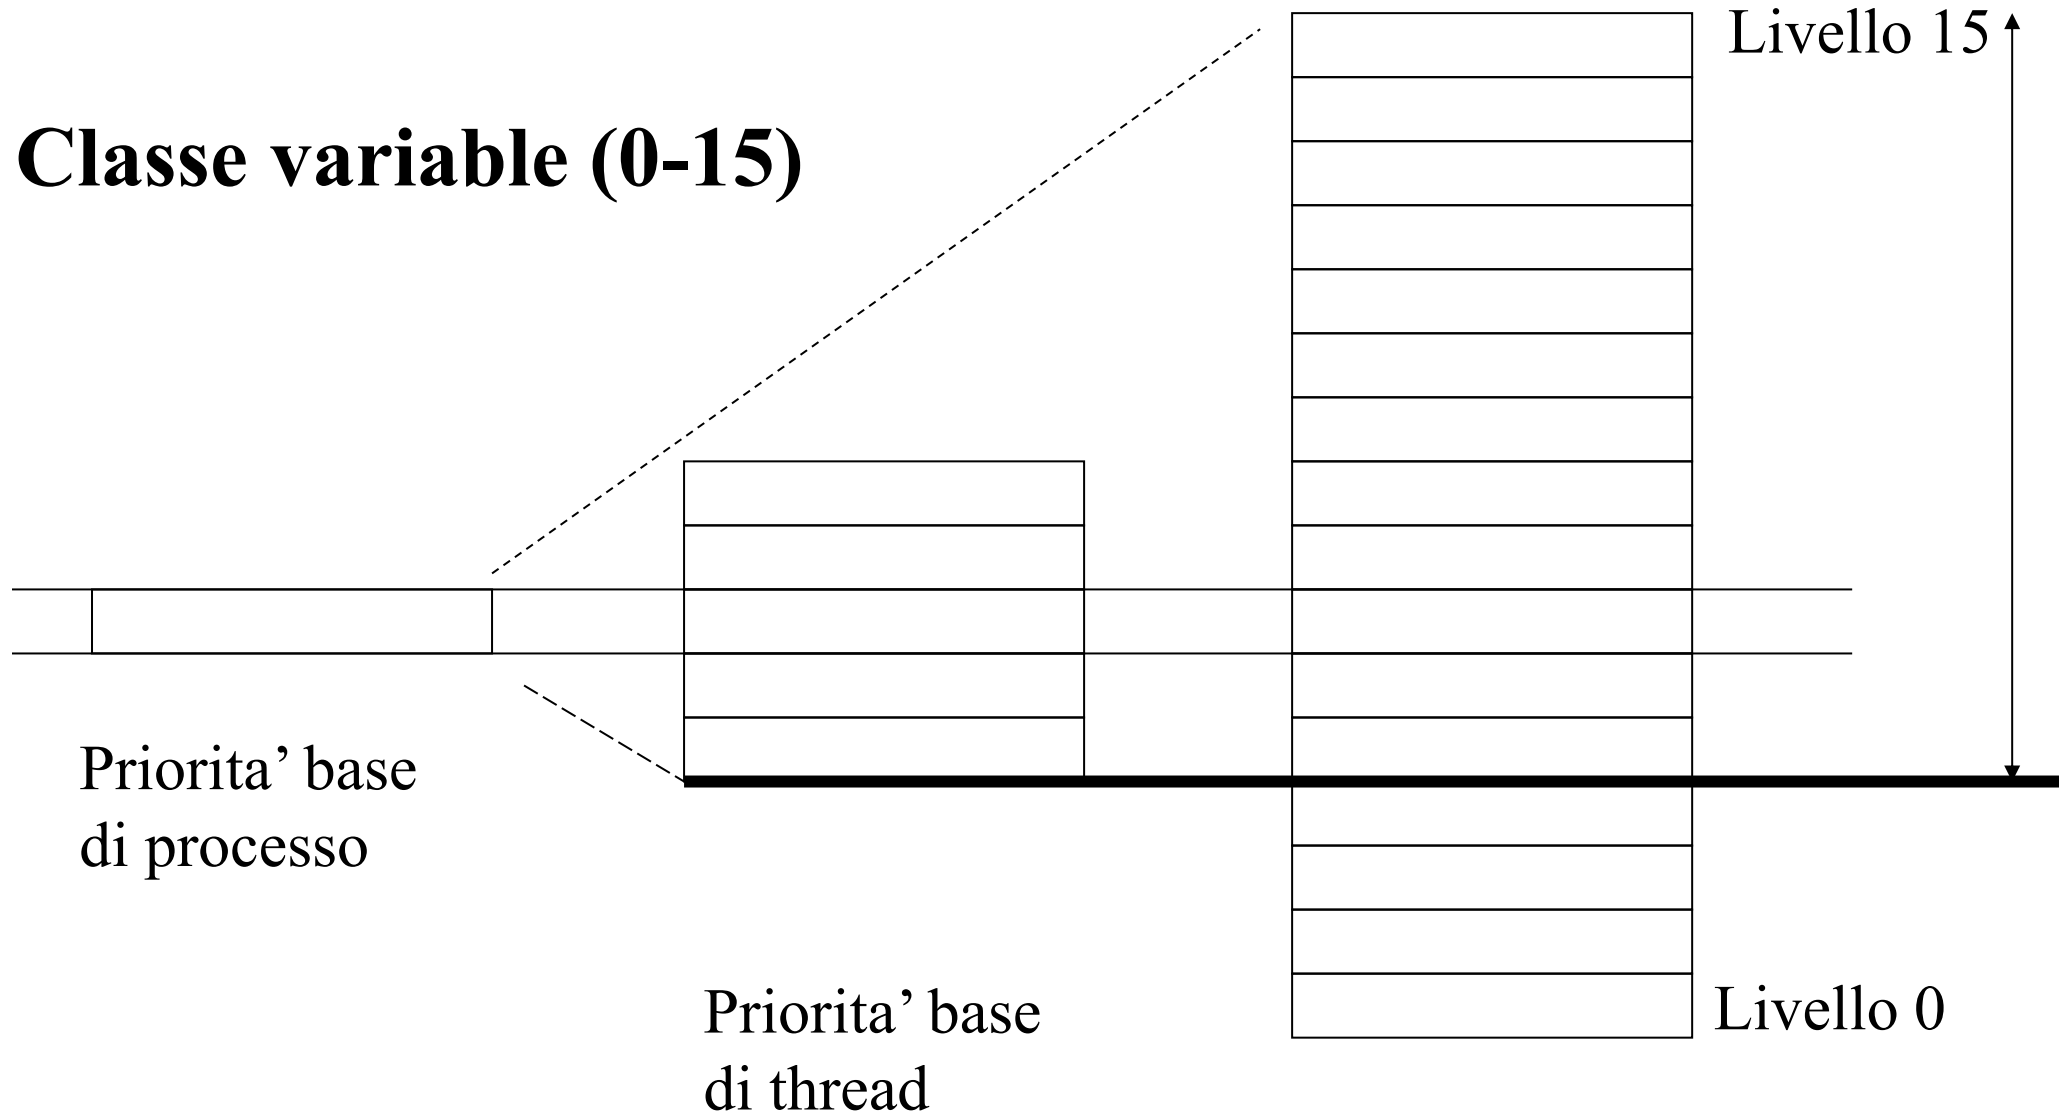 Livello 15
Classe variable (0-15)
Priorita’ base
di processo
Priorita’ base
di thread
Livello 0